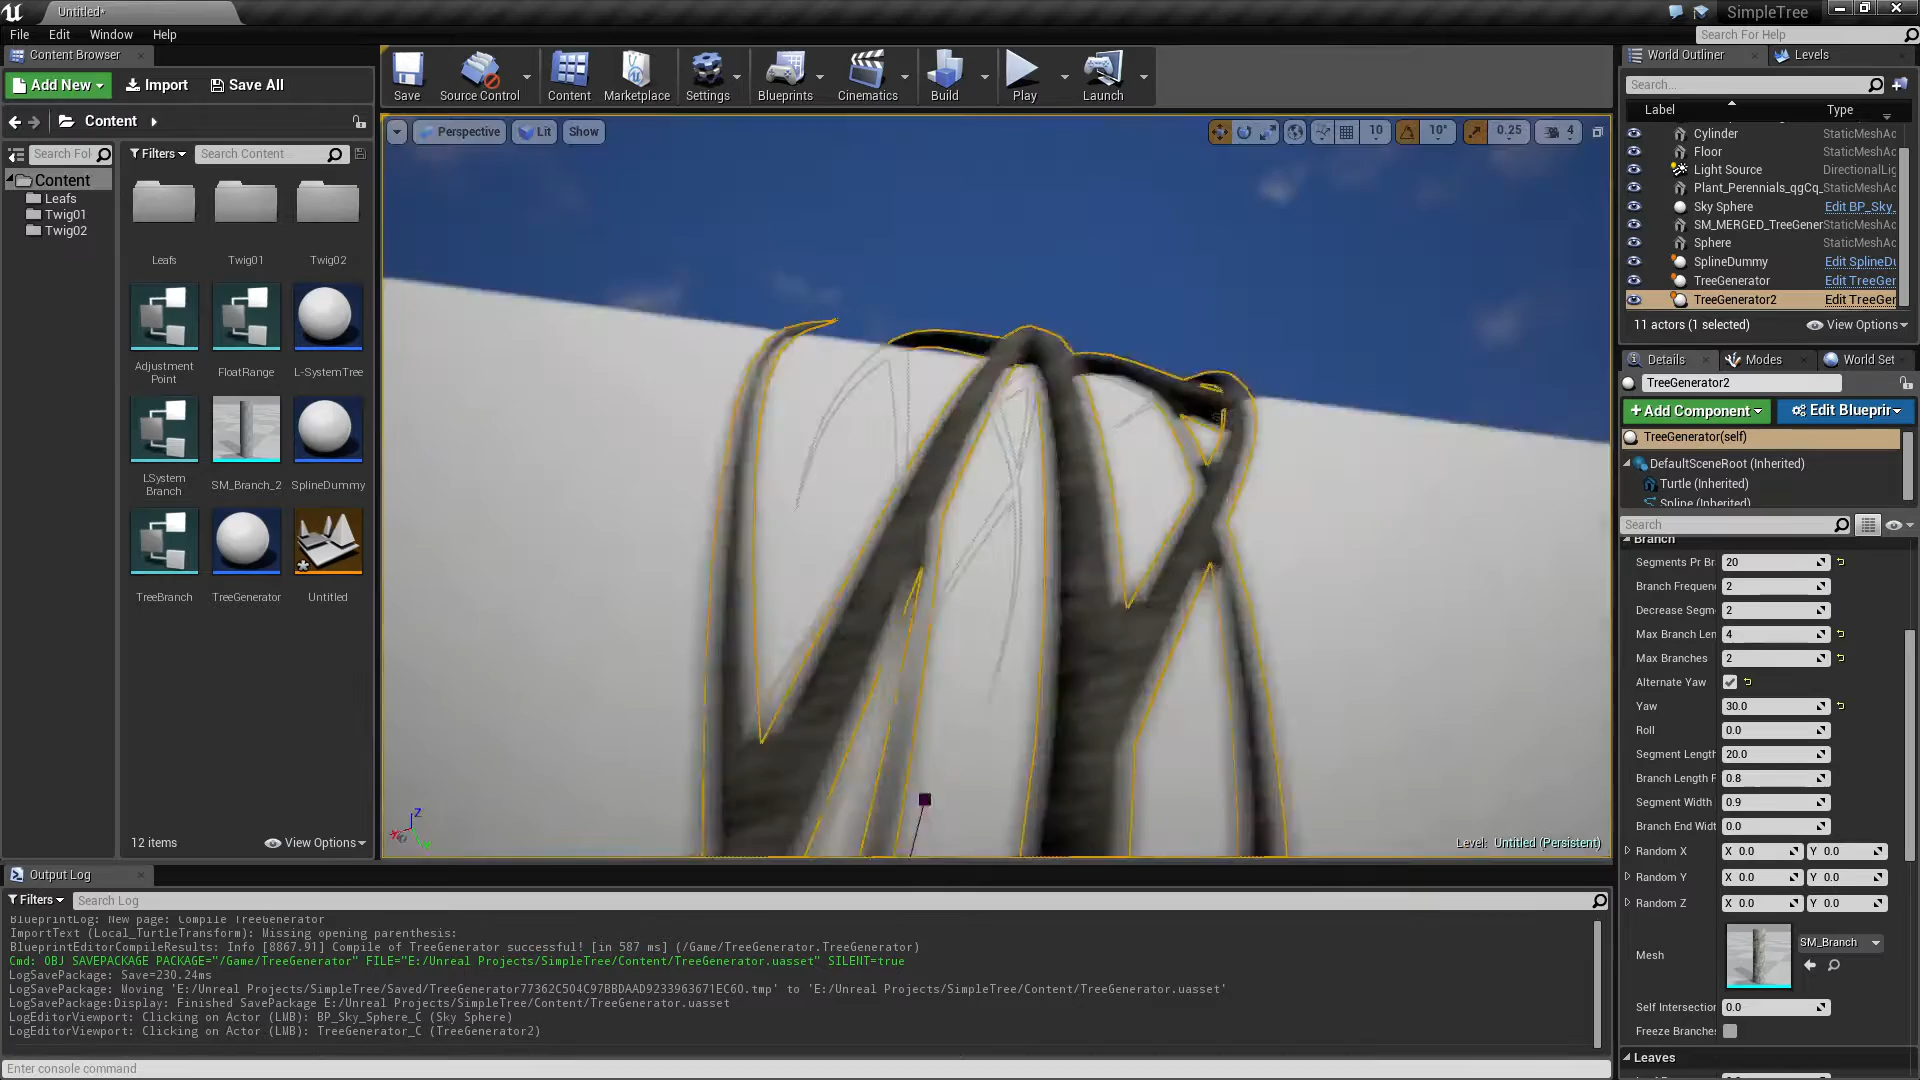 Untitled*
SimpleTree
File Edit Window Help
Search For Help
Content Browser
Add New
Import
Save All
Content
Search Fol
Filters
Search Content
Content
Leafs
Twig01
Twig02
Leafs
Twig01
Twig02
Adjustment
Point
FloatRange
L-SystemTree
LSystem
Branch
SM_Branch_2
SplineDummy
TreeBranch
TreeGenerator
Untitled
12 items
View Options
Save
Source Control
Content
Marketplace
Settings
Blueprints
Cinematics
Build
Play
Launch
Perspective
Lit
Show
10
10°
0.25
4
Z
Level: Untitled (Persistent)
World Outliner
Levels
Search...
Label
Type
Cylinder StaticMeshAc
Floor StaticMeshAc
Light Source DirectionalLig
Plant_Perennials_qgCq_ StaticMeshAc
Sky Sphere Edit BP_Sky_
SM_MERGED_TreeGener StaticMeshAc
Sphere StaticMeshAc
SplineDummy Edit SplineDu
TreeGenerator Edit TreeGer
TreeGenerator2 Edit TreeGer
11 actors (1 selected)
View Options
Details
Modes
World Set
TreeGenerator2
+Add Component
Edit Blueprir
TreeGenerator(self)
DefaultSceneRoot (Inherited)
Turtle (Inherited)
Spline (Inherited)
Search
Branch
Segments Pr Br 20
Branch Frequen 2
Decrease Segm 2
Max Branch Len 4
Max Branches 2
Alternate Yaw
Yaw 30.0
Roll 0.0
Segment Length 20.0
Branch Length F 0.8
Segment Width 0.9
Branch End Widt 0.0
Random X X 0.0 Y 0.0
Random Y X 0.0 Y 0.0
Random Z X 0.0 Y 0.0
Mesh
SM_Branch
Self Intersection 0.0
Freeze Branches
Leaves
Output Log
Filters
Search Log
BlueprintLog: New page: Compile TreeGenerator
ImportText (Local_TurtleTransform): Missing opening parenthesis:
BlueprintEditorCompileResults: Info [8867.91] Compile of TreeGenerator successful! [in 587 ms] (/Game/TreeGenerator.TreeGenerator)
Cmd: OBJ SAVEPACKAGE PACKAGE="/Game/TreeGenerator" FILE="E:/Unreal Projects/SimpleTree/Content/TreeGenerator.uasset" SILENT=true
LogSavePackage: Save=230.24ms
LogSavePackage: Moving 'E:/Unreal Projects/SimpleTree/Saved/TreeGenerator77362C504C97BBDAAD9233963671EC60.tmp' to 'E:/Unreal Projects/SimpleTree/Content/TreeGenerator.uasset'
LogSavePackage:Display: Finished SavePackage E:/Unreal Projects/SimpleTree/Content/TreeGenerator.uasset
LogEditorViewport: Clicking on Actor (LMB): BP_Sky_Sphere_C (Sky Sphere)
LogEditorViewport: Clicking on Actor (LMB): TreeGenerator_C (TreeGenerator2)
Enter console command